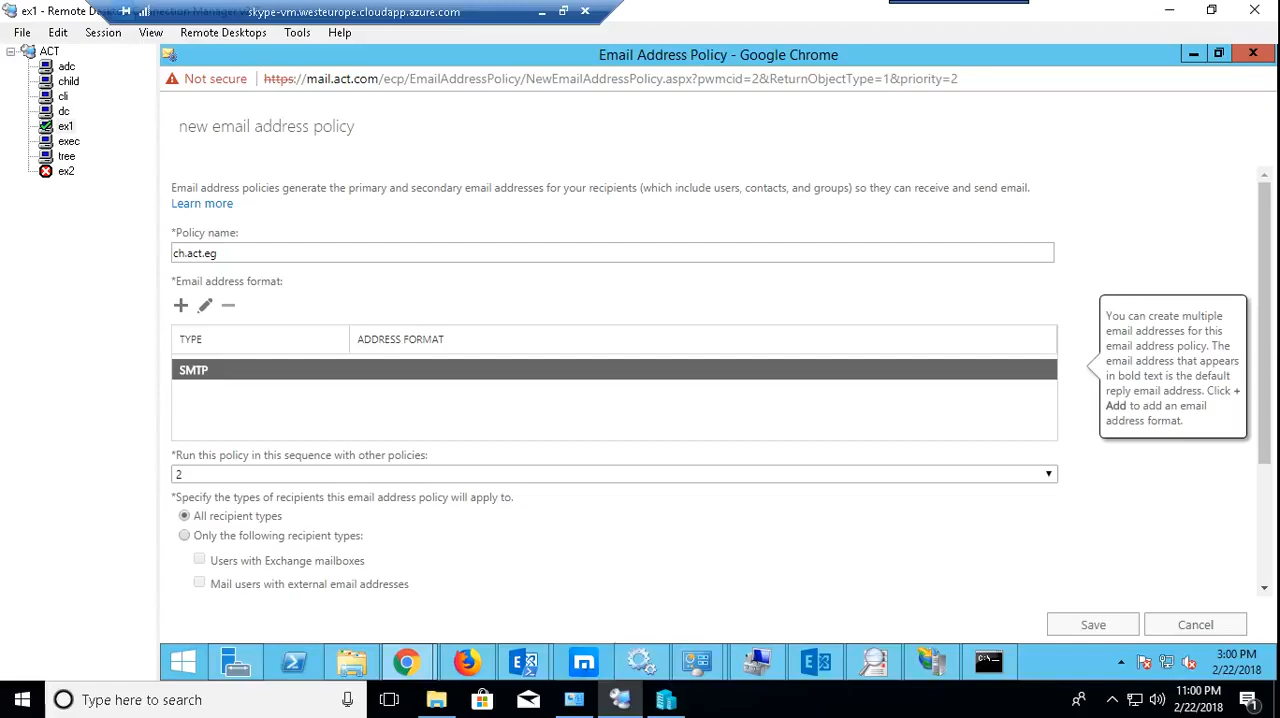 ex1 - Remote Desktop Connection Manager v
skype-vm.westeurope.cloudapp.azure.com
File Edit Session View Remote Desktops Tools Help
ACT
adc
child
cli
dc
ex1
exec
tree
ex2
Email Address Policy - Google Chrome
Not secure https://mail.act.com/ecp/EmailAddressPolicy/NewEmailAddressPolicy.aspx?pwmcid=2&ReturnObjectType=1&priority=2
new email address policy
Email address policies generate the primary and secondary email addresses for your recipients (which include users, contacts, and groups) so they can receive and send email.
Learn more
*Policy name:
ch.act.eg
*Email address format:
TYPE ADDRESS FORMAT
SMTP
You can create multiple
email addresses for this
email address policy. The
email address that appears
in bold text is the default
reply email address. Click +
Add to add an email
address format.
*Run this policy in this sequence with other policies:
2
*Specify the types of recipients this email address policy will apply to.
All recipient types
Only the following recipient types:
Users with Exchange mailboxes
Mail users with external email addresses
Save Cancel
3:00 PM
2/22/2018
Type here to search
11:00 PM
2/22/2018
1